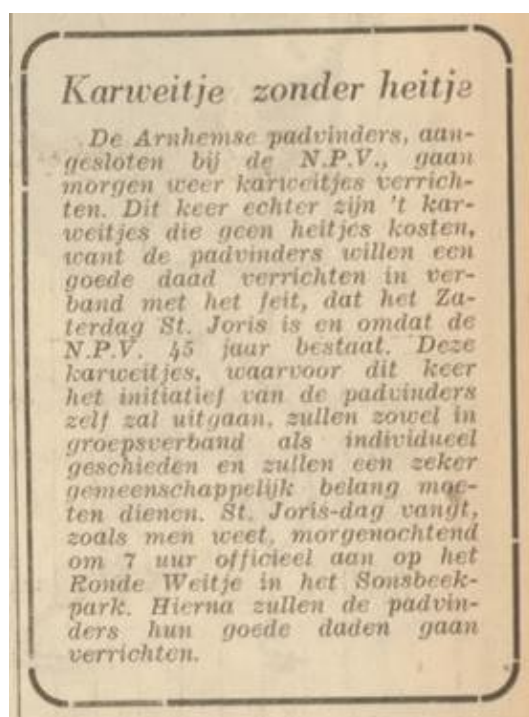 Karweitje zonder heitje
De Arnhemse padvinders, aan-
gesloten bij de N.P.V., gaan
morgen weer karweitjes verrich-
ten. Dit keer echter zijn 't kar-
weitjes die geen heitjes kosten,
want de padvinders willen een
goede daad verrichten in ver-
band met het feit, dat het Za-
terdag St. Joris is en omdat de
N.P.V. 45 jaar bestaat. Deze
karweitjes, waarvoor dit keer
het initiatief van de padvinders
zelf zal uitgaan, zullen zowel in
groepsverband als individueel
geschieden en zullen een zeker
gemeenschappelijk belang moe-
ten dienen. St. Joris-dag vangt,
zoals men weet, morgenochtend
om 7 uur officieel aan op het
Ronde Weitje in het Sonsbeek-
park. Hierna zullen de padvin-
ders hun goede daden gaan
verrichten.